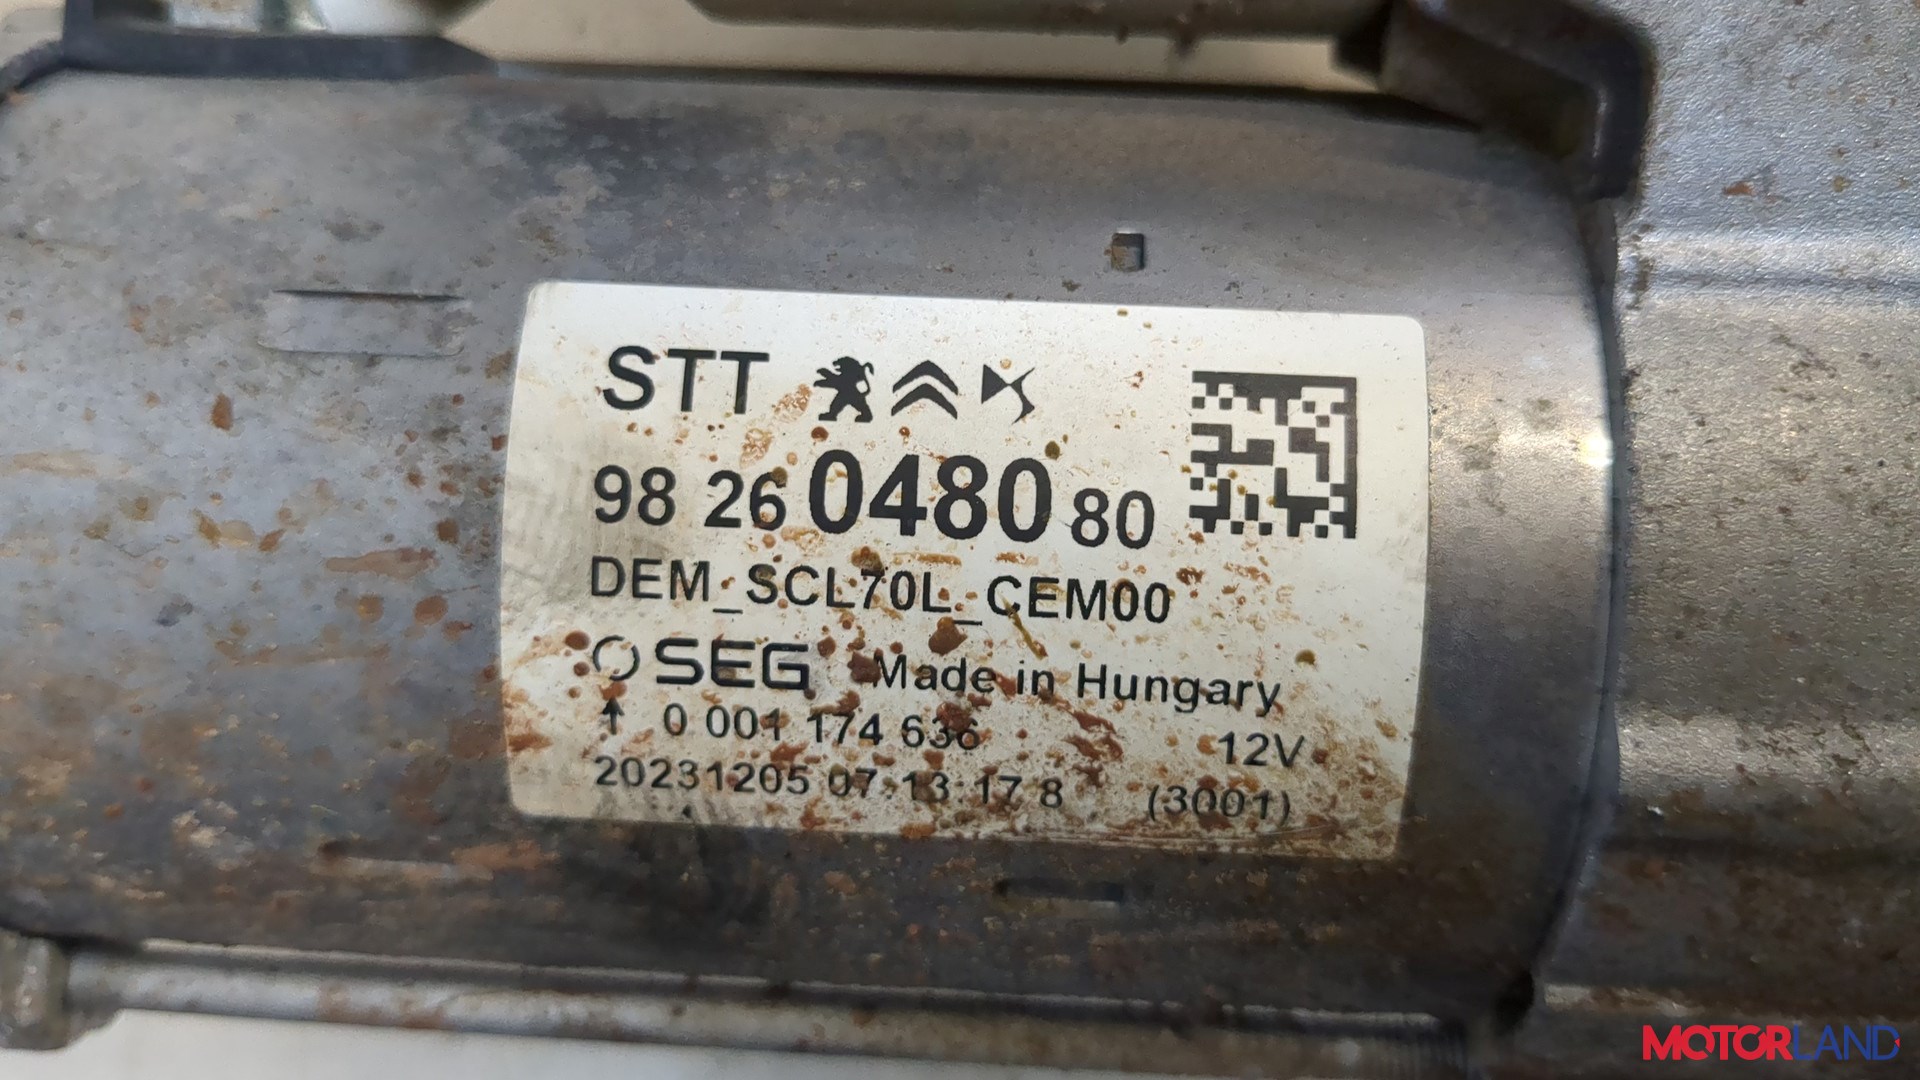 STT
98 26 0480 80
DEM_SCL70L_CEM00
SEG Made in Hungary
0 001 174 636 12V
20231205 07:13:17 8 (3001)
MOTORLAND